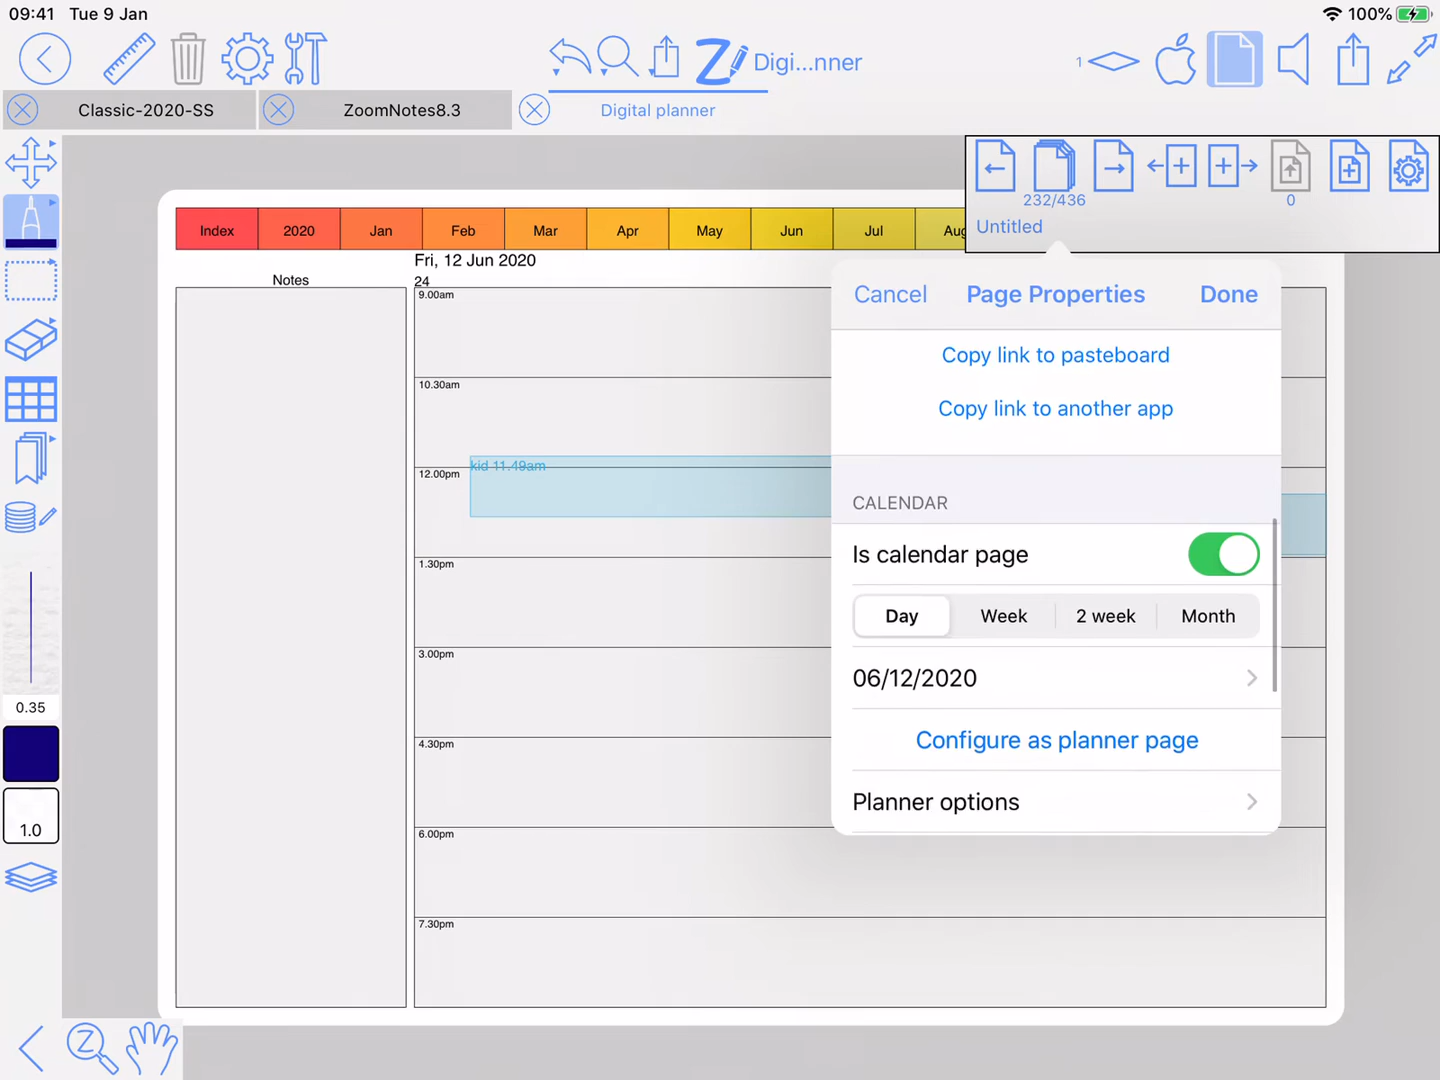 09:41 Tue 9 Jan
100%
Digi...nner
1
Classic-2020-SS
ZoomNotes8.3
Digital planner
232/436
0
Untitled
Index
2020
Jan
Feb
Mar
Apr
May
Jun
Jul
Aug
Fri, 12 Jun 2020
24
Notes
9.00am
10.30am
kid 11.49am
12.00pm
1.30pm
3.00pm
4.30pm
6.00pm
7.30pm
Cancel
Page Properties
Done
Copy link to pasteboard
Copy link to another app
CALENDAR
Is calendar page
Day
Week
2 week
Month
06/12/2020
Configure as planner page
Planner options
0.35
1.0
Z
Z